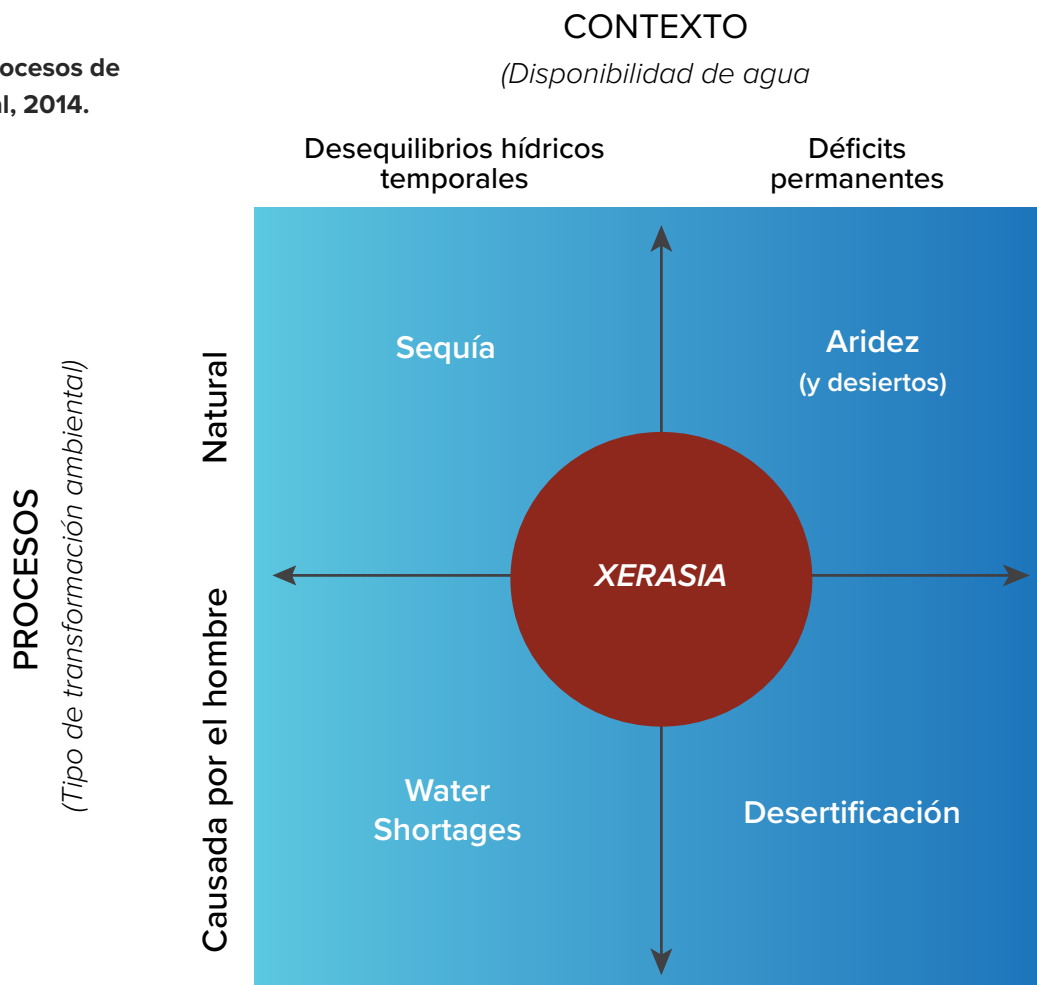 ocesos de
l, 2014.
CONTEXTO
(Disponibilidad de agua
Desequilibrios hídricos
temporales
Déficits
permanentes
PROCESOS
(Tipo de transformación ambiental)
Natural
Causada por el hombre
Sequía
Aridez
(y desiertos)
XERASIA
Water
Shortages
Desertificación